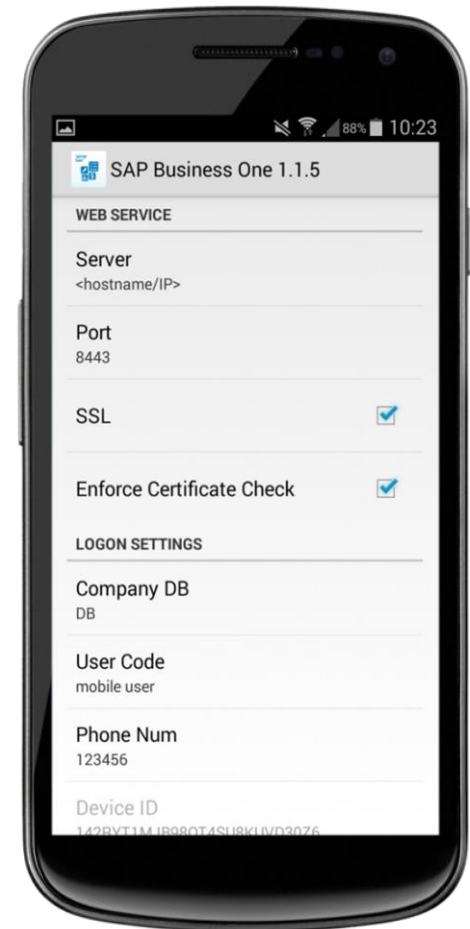 88% 10:23
SAP Business One 1.1.5
WEB SERVICE
Server
<hostname/IP>
Port
8443
SSL
Enforce Certificate Check
LOGON SETTINGS
Company DB
DB
User Code
mobile user
Phone Num
123456
Device ID